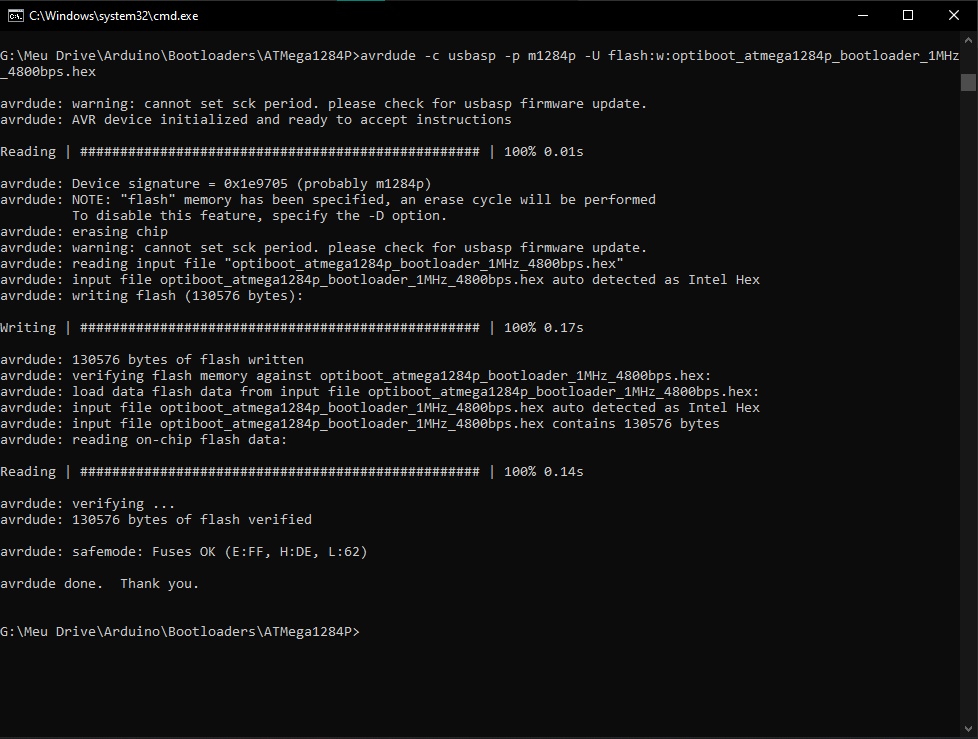 C:\Windows\system32\cmd.exe
G:\Meu Drive\Arduino\Bootloaders\ATMega1284P>avrdude -c usbasp -p m1284p -U flash:w:optiboot_atmega1284p_bootloader_1MHz
_4800bps.hex
avrdude: warning: cannot set sck period. please check for usbasp firmware update.
avrdude: AVR device initialized and ready to accept instructions
Reading | ################################################## | 100% 0.01s
avrdude: Device signature = 0x1e9705 (probably m1284p)
avrdude: NOTE: "flash" memory has been specified, an erase cycle will be performed
         To disable this feature, specify the -D option.
avrdude: erasing chip
avrdude: warning: cannot set sck period. please check for usbasp firmware update.
avrdude: reading input file "optiboot_atmega1284p_bootloader_1MHz_4800bps.hex"
avrdude: input file optiboot_atmega1284p_bootloader_1MHz_4800bps.hex auto detected as Intel Hex
avrdude: writing flash (130576 bytes):
Writing | ################################################## | 100% 0.17s
avrdude: 130576 bytes of flash written
avrdude: verifying flash memory against optiboot_atmega1284p_bootloader_1MHz_4800bps.hex:
avrdude: load data flash data from input file optiboot_atmega1284p_bootloader_1MHz_4800bps.hex:
avrdude: input file optiboot_atmega1284p_bootloader_1MHz_4800bps.hex auto detected as Intel Hex
avrdude: input file optiboot_atmega1284p_bootloader_1MHz_4800bps.hex contains 130576 bytes
avrdude: reading on-chip flash data:
Reading | ################################################## | 100% 0.14s
avrdude: verifying ...
avrdude: 130576 bytes of flash verified
avrdude: safemode: Fuses OK (E:FF, H:DE, L:62)
avrdude done.  Thank you.
G:\Meu Drive\Arduino\Bootloaders\ATMega1284P>